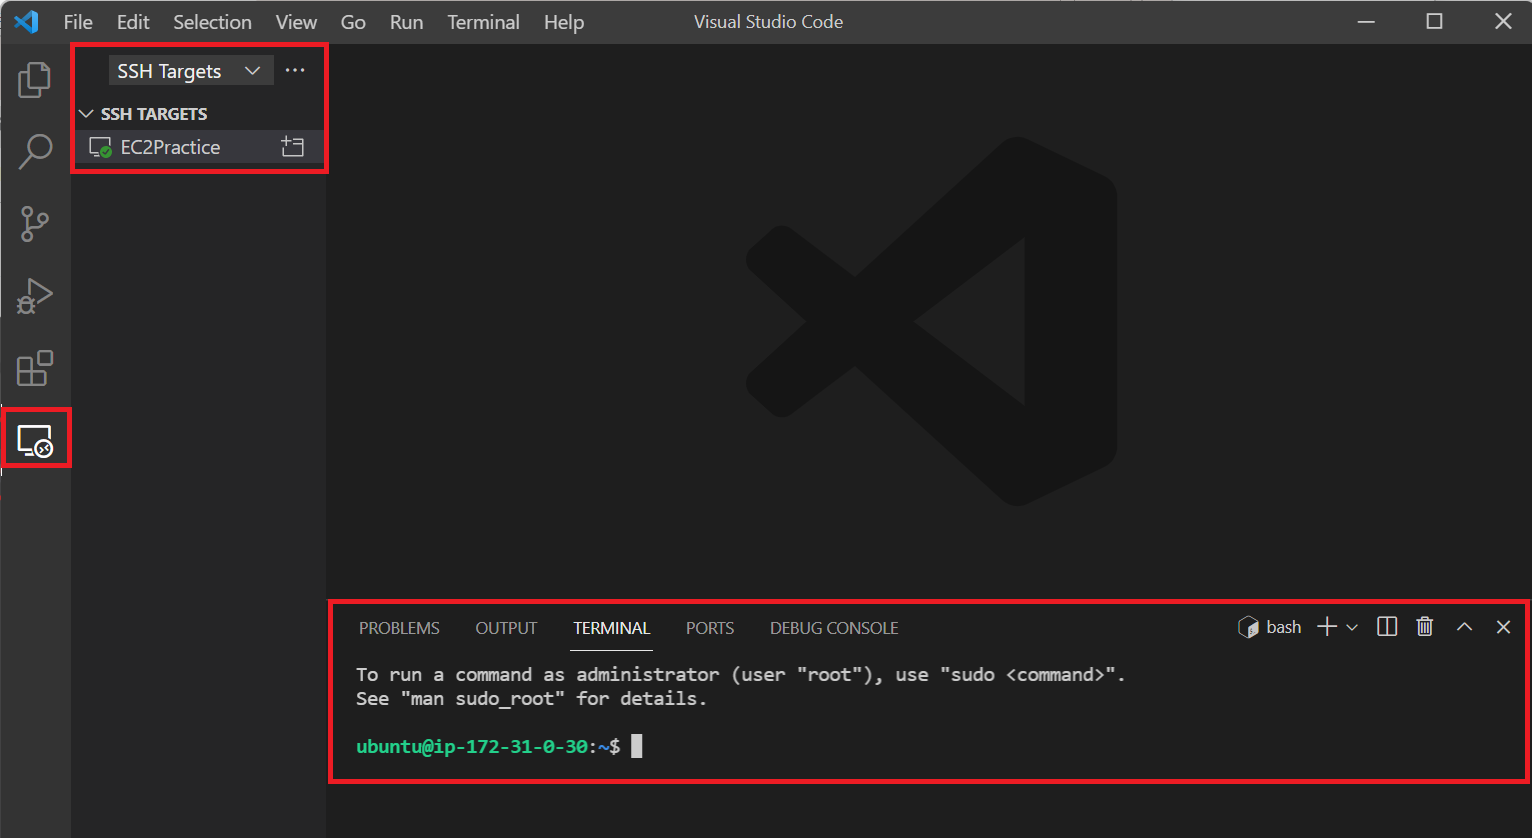 File Edit Selection View Go Run Terminal Help Visual Studio Code
SSH Targets
SSH TARGETS
EC2Practice
PROBLEMS OUTPUT TERMINAL PORTS DEBUG CONSOLE bash
To run a command as administrator (user "root"), use "sudo <command>".
See "man sudo_root" for details.
ubuntu@ip-172-31-0-30:~$